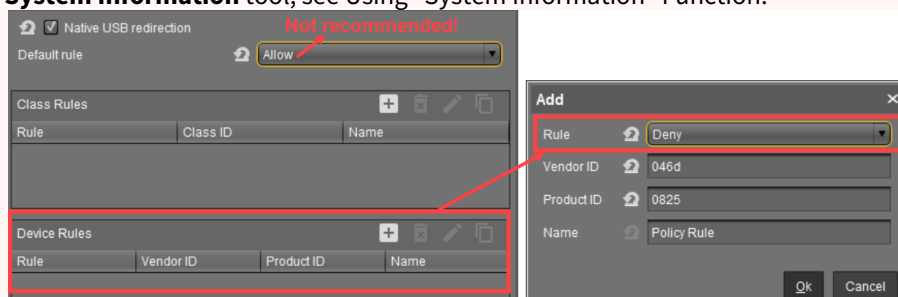 System Information tool, see Using "System Information" Function.
Native USB redirection
Not recommended!
Default rule
Allow
Class Rules
Rule Class ID Name
Device Rules
Rule Vendor ID Product ID Name
Add
Rule Deny
Vendor ID 046d
Product ID 0825
Name Policy Rule
Ok Cancel